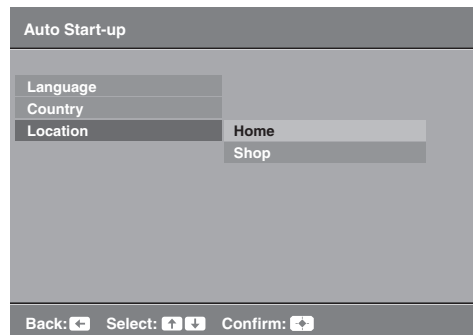 Auto Start-up
Language
Country
Location
Home
Shop
Back: Select: Confirm: